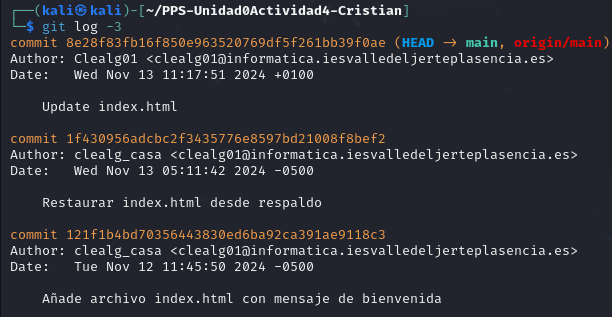 ┌──(kali㉿kali)-[~/PPS-Unidad0Actividad4-Cristian]
└─$ git log -3
commit 8e28f83fb16f850e963520769df5f261bb39f0ae (HEAD → main, origin/main)
Author: Clealg01 <clealg01@informatica.iesvalledeljerteplasencia.es>
Date:   Wed Nov 13 11:17:51 2024 +0100
    Update index.html
commit 1f430956adcbc2f3435776e8597bd21008f8bef2
Author: clealg_casa <clealg01@informatica.iesvalledeljerteplasencia.es>
Date:   Wed Nov 13 05:11:42 2024 -0500
    Restaurar index.html desde respaldo
commit 121f1b4bd70356443830ed6ba92ca391ae9118c3
Author: clealg_casa <clealg01@informatica.iesvalledeljerteplasencia.es>
Date:   Tue Nov 12 11:45:50 2024 -0500
    Añade archivo index.html con mensaje de bienvenida